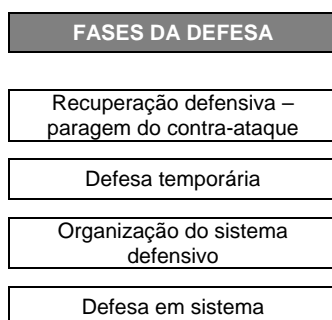 FASES DA DEFESA
Recuperação defensiva –
paragem do contra-ataque
Defesa temporária
Organização do sistema
defensivo
Defesa em sistema